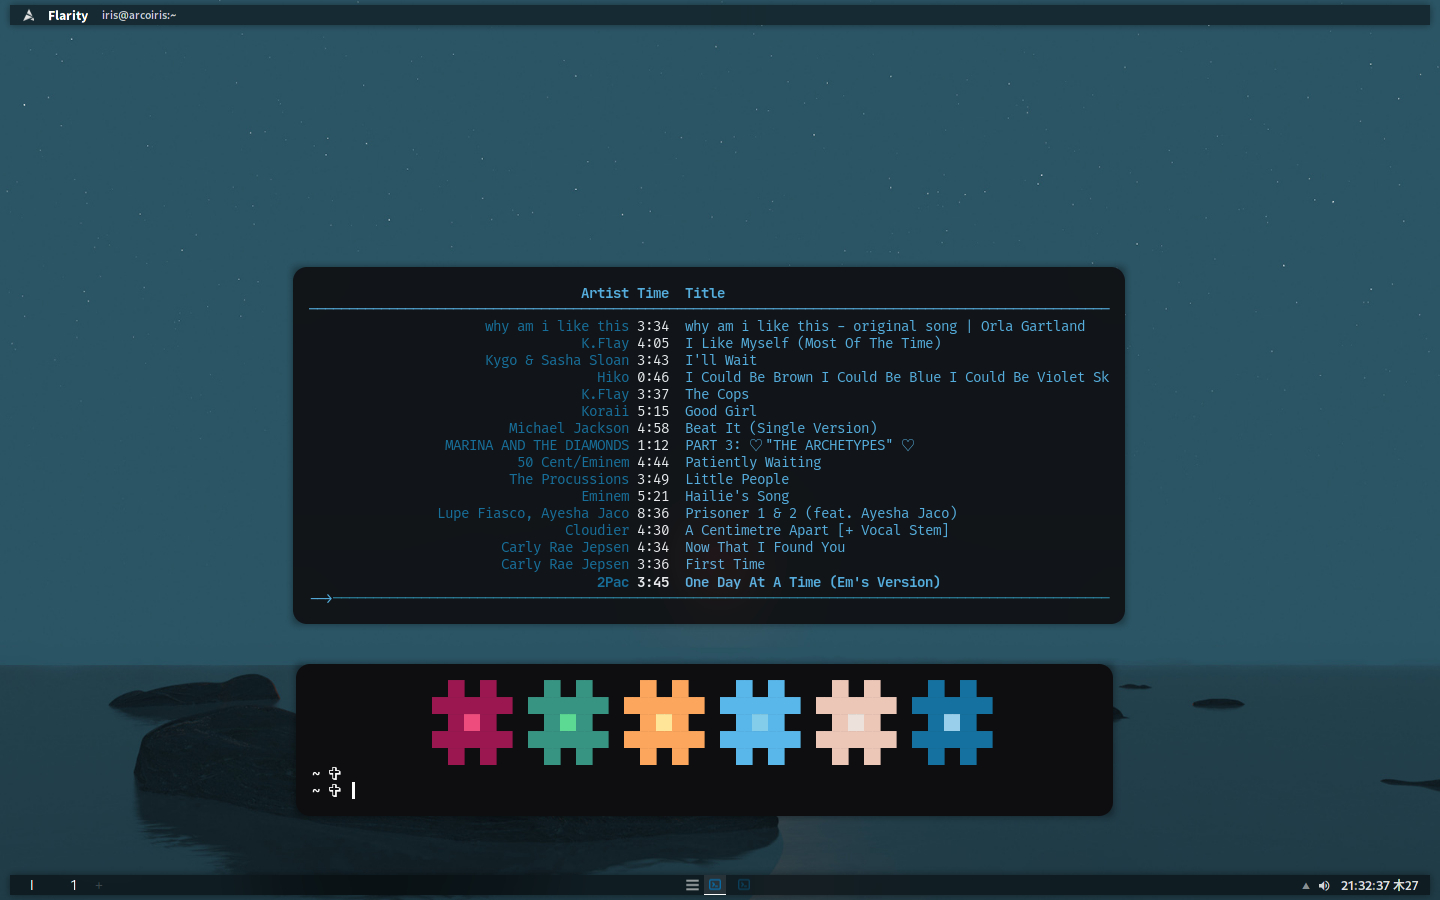 Flarity iris@arcoiris:~
Artist Time Title
why am i like this 3:34 why am i like this - original song | Orla Gartland
K.Flay 4:05 I Like Myself (Most Of The Time)
Kygo & Sasha Sloan 3:43 I'll Wait
Hiko 0:46 I Could Be Brown I Could Be Blue I Could Be Violet Sk
K.Flay 3:37 The Cops
Koraii 5:15 Good Girl
Michael Jackson 4:58 Beat It (Single Version)
MARINA AND THE DIAMONDS 1:12 PART 3: ♡"THE ARCHETYPES" ♡
50 Cent/Eminem 4:44 Patiently Waiting
The Procussions 3:49 Little People
Eminem 5:21 Hailie's Song
Lupe Fiasco, Ayesha Jaco 8:36 Prisoner 1 & 2 (feat. Ayesha Jaco)
Cloudier 4:30 A Centimetre Apart [+ Vocal Stem]
Carly Rae Jepsen 4:34 Now That I Found You
Carly Rae Jepsen 3:36 First Time
2Pac 3:45 One Day At A Time (Em's Version)
~ ✞
~ ✞
1 + 21:32:37 木27